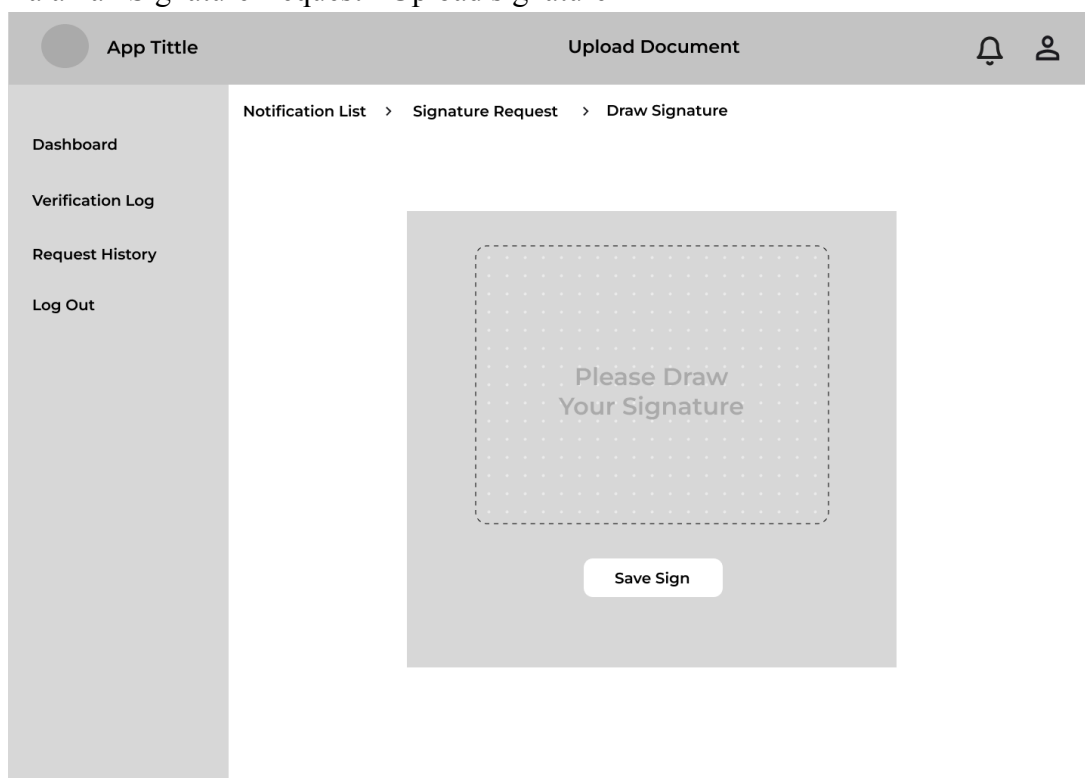 App Tittle
Upload Document
Notification List > Signature Request > Draw Signature
Dashboard
Verification Log
Request History
Log Out
Please Draw
Your Signature
Save Sign